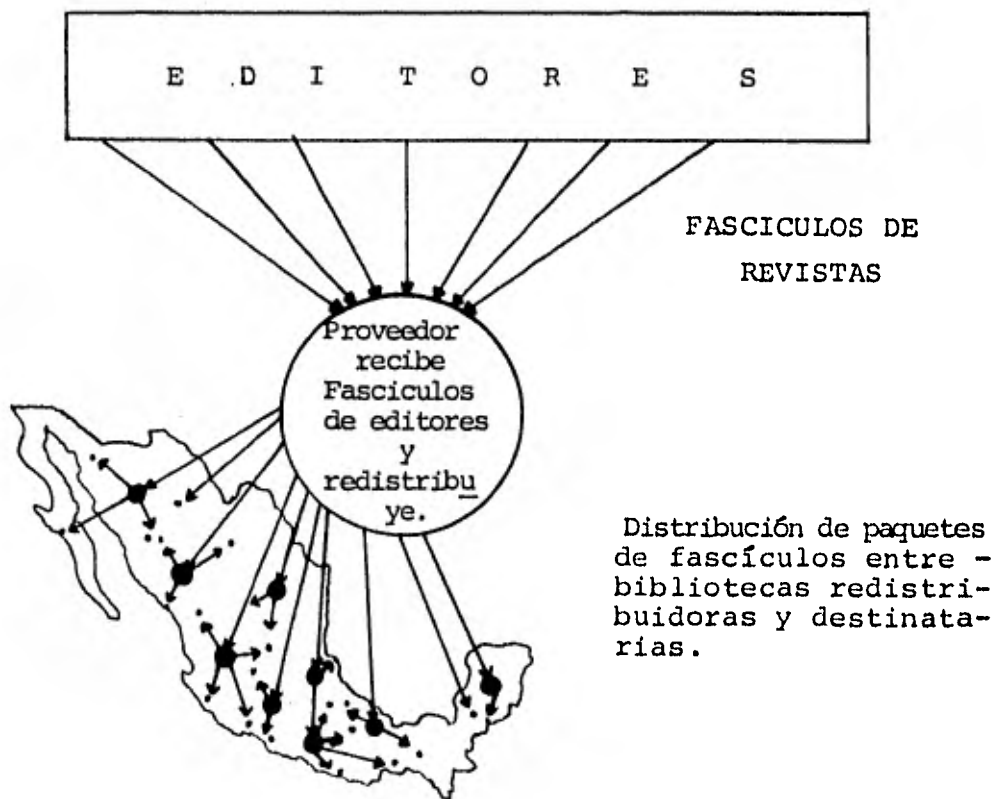 E D I T O R E S
FASCICULOS DE
REVISTAS
Proveedor
recibe
Fasciculos
de editores
y
redistribu
ye.
Distribución de paquetes
de fascículos entre -
bibliotecas redistri-
buidoras y destinata-
rias.